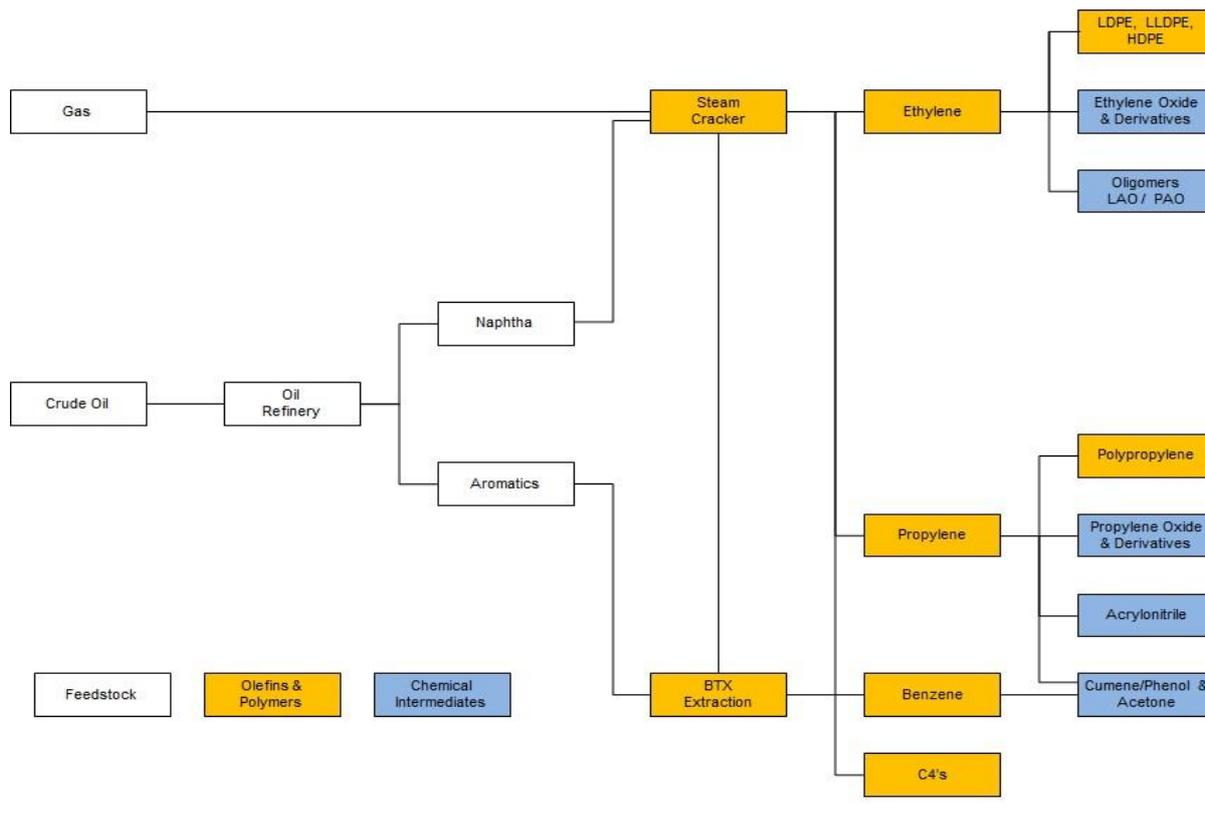 LDPE, LLDPE,
HDPE
Gas
Steam
Cracker
Ethylene
Ethylene Oxide
& Derivatives
Oligomers
LAO / PAO
Naphtha
Crude Oil
Oil
Refinery
Aromatics
Polypropylene
Propylene
Propylene Oxide
& Derivatives
Acrylonitrile
Feedstock
Olefins &
Polymers
Chemical
Intermediates
BTX
Extraction
Benzene
Cumene/Phenol &
Acetone
C4's